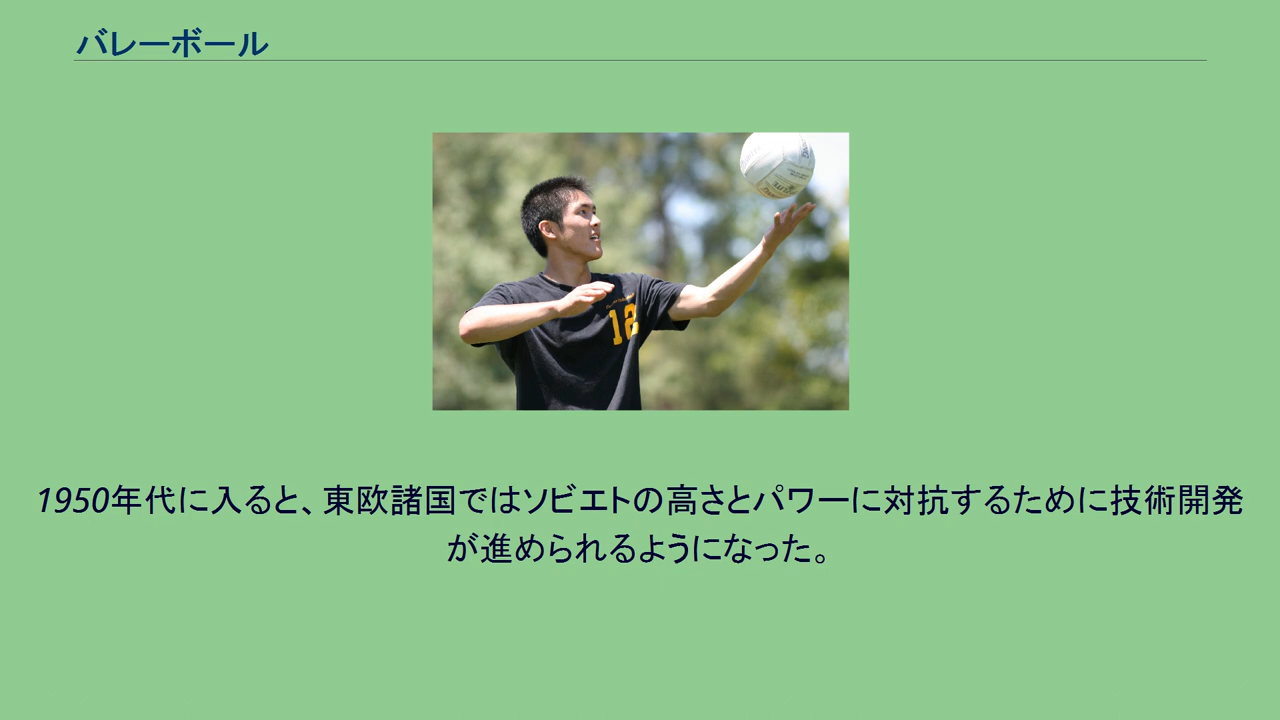 バレーボール
12
1950年代に入ると、東欧諸国ではソビエトの高さとパワーに対抗するために技術開発
が進められるようになった。